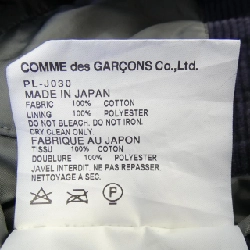 COMME des GARÇONS Co.,Ltd.
PL-J030
MADE IN JAPAN
FABRIC 100% COTTON
LINING 100% POLYESTER
DO NOT BLEACH. DO NOT IRON.
DRY CLEAN ONLY.
FABRIQUE AU JAPON
TISSU 100% COTTON
DOUBLURE 100% POLYESTER
JAVEL INTERDIT. NE PAS REPASSER.
NETTOYAGE A SEC.
P